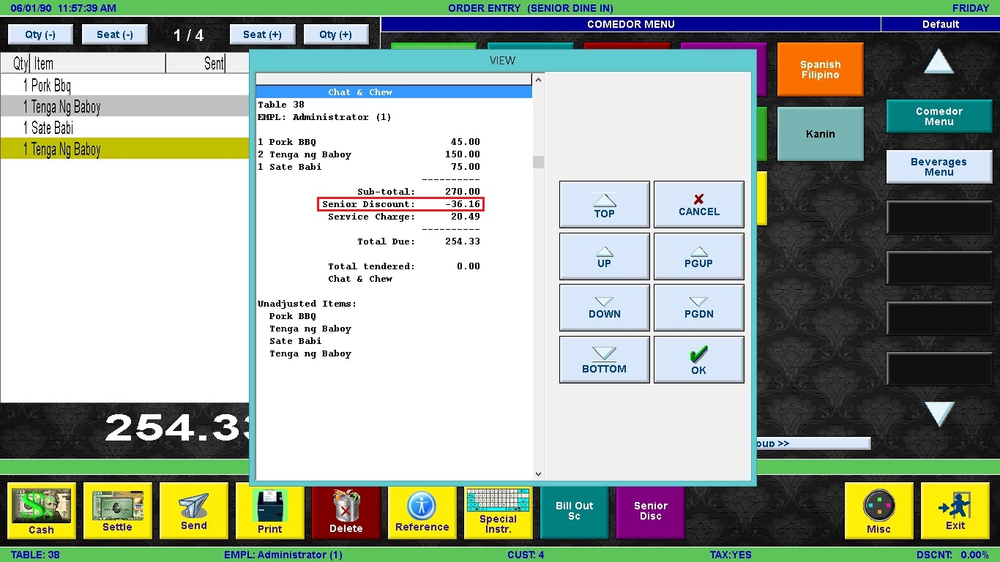 06/01/90 11:57:39 AM ORDER ENTRY (SENIOR DINE IN) FRIDAY
Qty (-) Seat (-) 1 / 4 Seat (+) Qty (+)
COMEDOR MENU Default
Qty Item Sent
1 Pork Bbq
1 Tenga Ng Baboy
1 Sate Babi
1 Tenga Ng Baboy
254.33
VIEW
Chat & Chew
Table 38
EMPL: Administrator (1)
1 Pork BBQ 45.00
2 Tenga ng Baboy 150.00
1 Sate Babi 75.00
----------
Sub-total: 270.00
Senior Discount: -36.16
Service Charge: 20.49
----------
Total Due: 254.33
Total tendered: 0.00
Chat & Chew
Unadjusted Items:
Pork BBQ
Tenga ng Baboy
Sate Babi
Tenga ng Baboy
TOP
CANCEL
UP
PGUP
DOWN
PGDN
BOTTOM
OK
Spanish
Filipino
Kanin
Comedor
Menu
Beverages
Menu
oup >>
Cash
Settle
Send
Print
Delete
Reference
Special
Instr.
Bill Out
Sc
Senior
Disc
Misc
Exit
TABLE: 38 EMPL: Administrator (1) CUST: 4 TAX:YES DSCNT: 0.00%